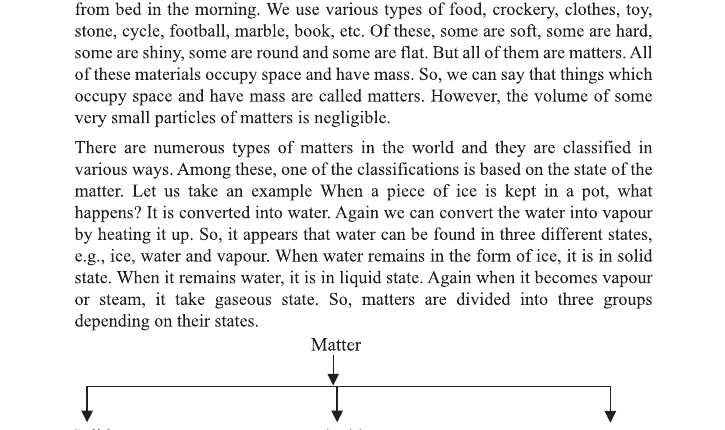 from bed in the morning. We use various types of food, crockery, clothes, toy,
stone, cycle, football, marble, book, etc. Of these, some are soft, some are hard,
some are shiny, some are round and some are flat. But all of them are matters. All
of these materials occupy space and have mass. So, we can say that things which
occupy space and have mass are called matters. However, the volume of some
very small particles of matters is negligible.
There are numerous types of matters in the world and they are classified in
various ways. Among these, one of the classifications is based on the state of the
matter. Let us take an example When a piece of ice is kept in a pot, what
happens? It is converted into water. Again we can convert the water into vapour
by heating it up. So, it appears that water can be found in three different states,
e.g., ice, water and vapour. When water remains in the form of ice, it is in solid
state. When it remains water, it is in liquid state. Again when it becomes vapour
or steam, it take gaseous state. So, matters are divided into three groups
depending on their states.
Matter